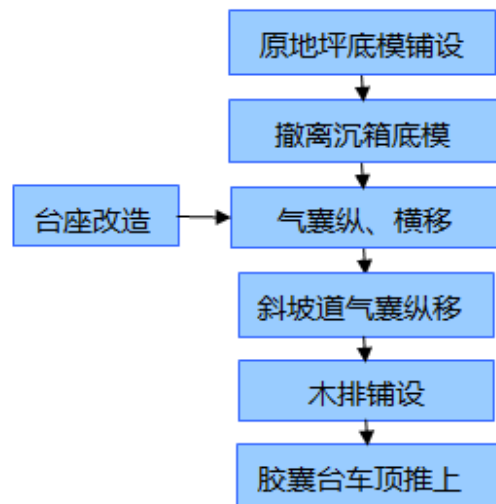 原地坪底模铺设
撤离沉箱底模
台座改造
气囊纵、横移
斜坡道气囊纵移
木排铺设
胶囊台车顶推上